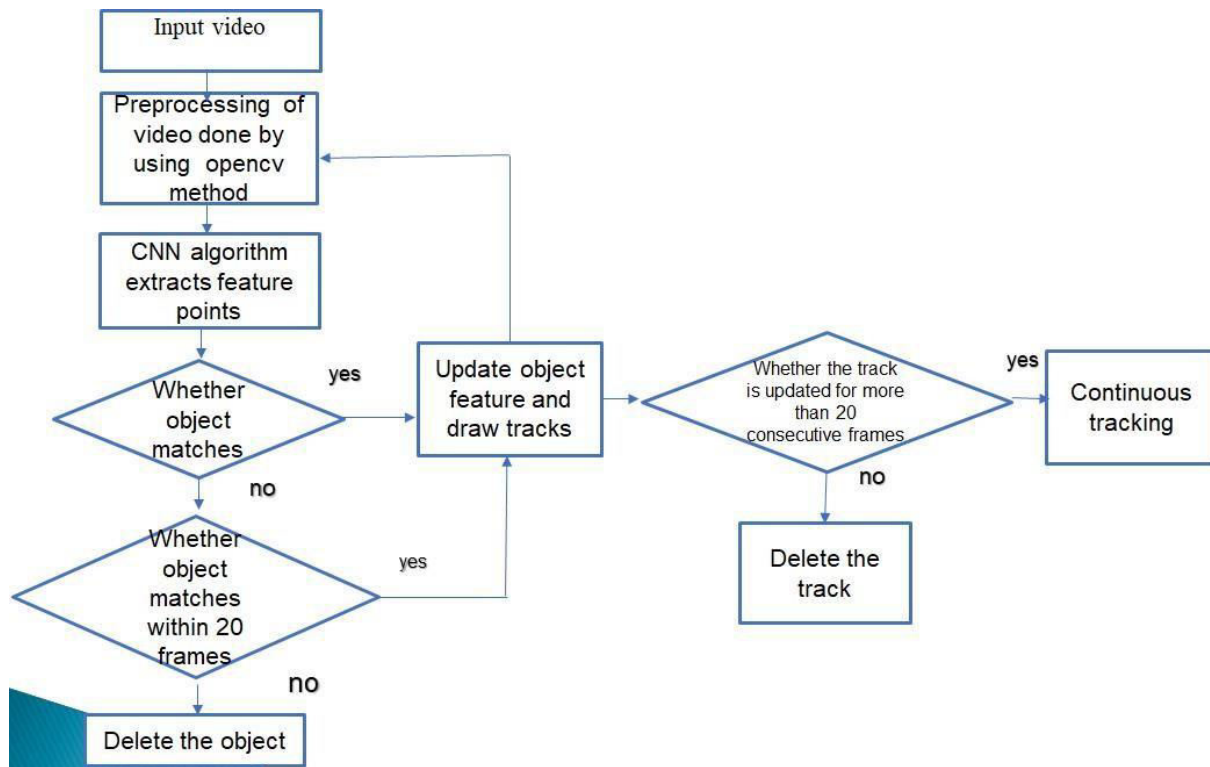 Input video
Preprocessing of
video done by
using opencv
method
CNN algorithm
extracts feature
points
Whether
object
matches
yes
no
Whether
object
matches
within 20
frames
yes
no
Delete the object
Update object
feature and
draw tracks
Whether the track
is updated for more
than 20
consecutive frames
yes
Continuous
tracking
no
Delete the
track